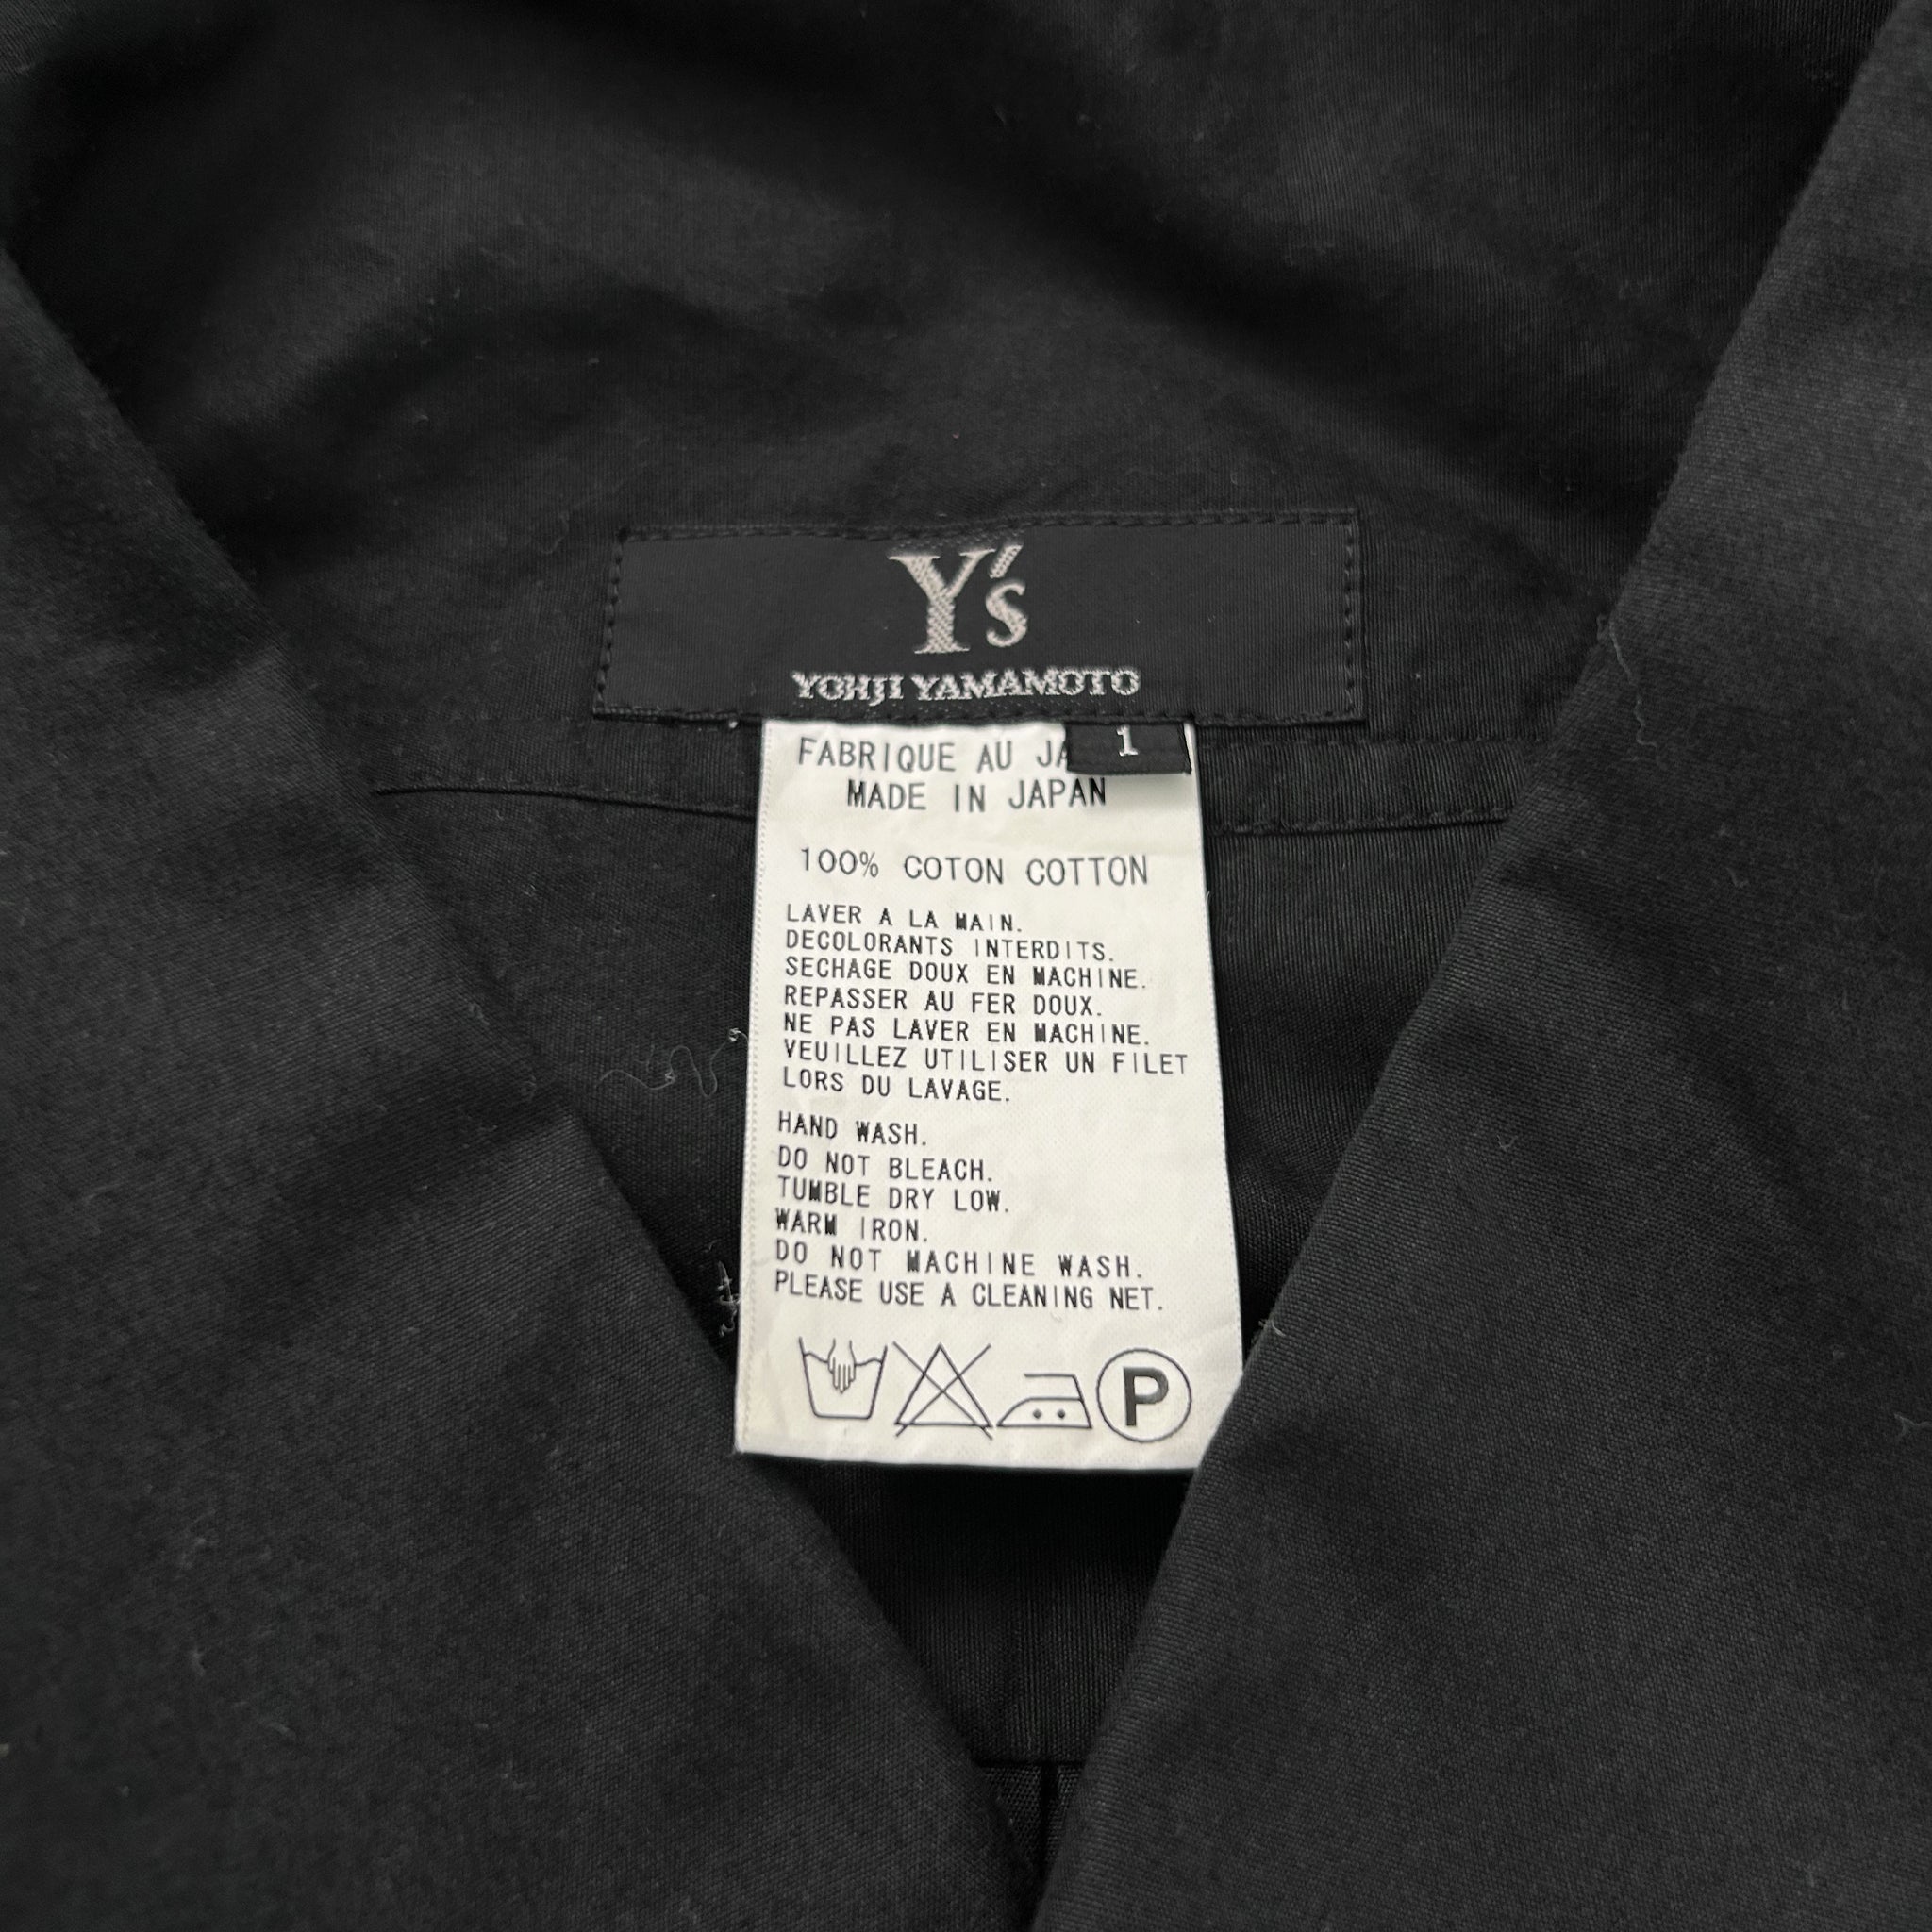 Y's
YOHJI YAMAMOTO
1
FABRIQUE AU JA
MADE IN JAPAN
100% COTON COTTON
LAVER A LA MAIN.
DECOLORANTS INTERDITS.
SECHAGE DOUX EN MACHINE.
REPASSER AU FER DOUX.
NE PAS LAVER EN MACHINE.
VEUILLEZ UTILISER UN FILET
LORS DU LAVAGE.
HAND WASH.
DO NOT BLEACH.
TUMBLE DRY LOW.
WARM IRON.
DO NOT MACHINE WASH.
PLEASE USE A CLEANING NET.
P